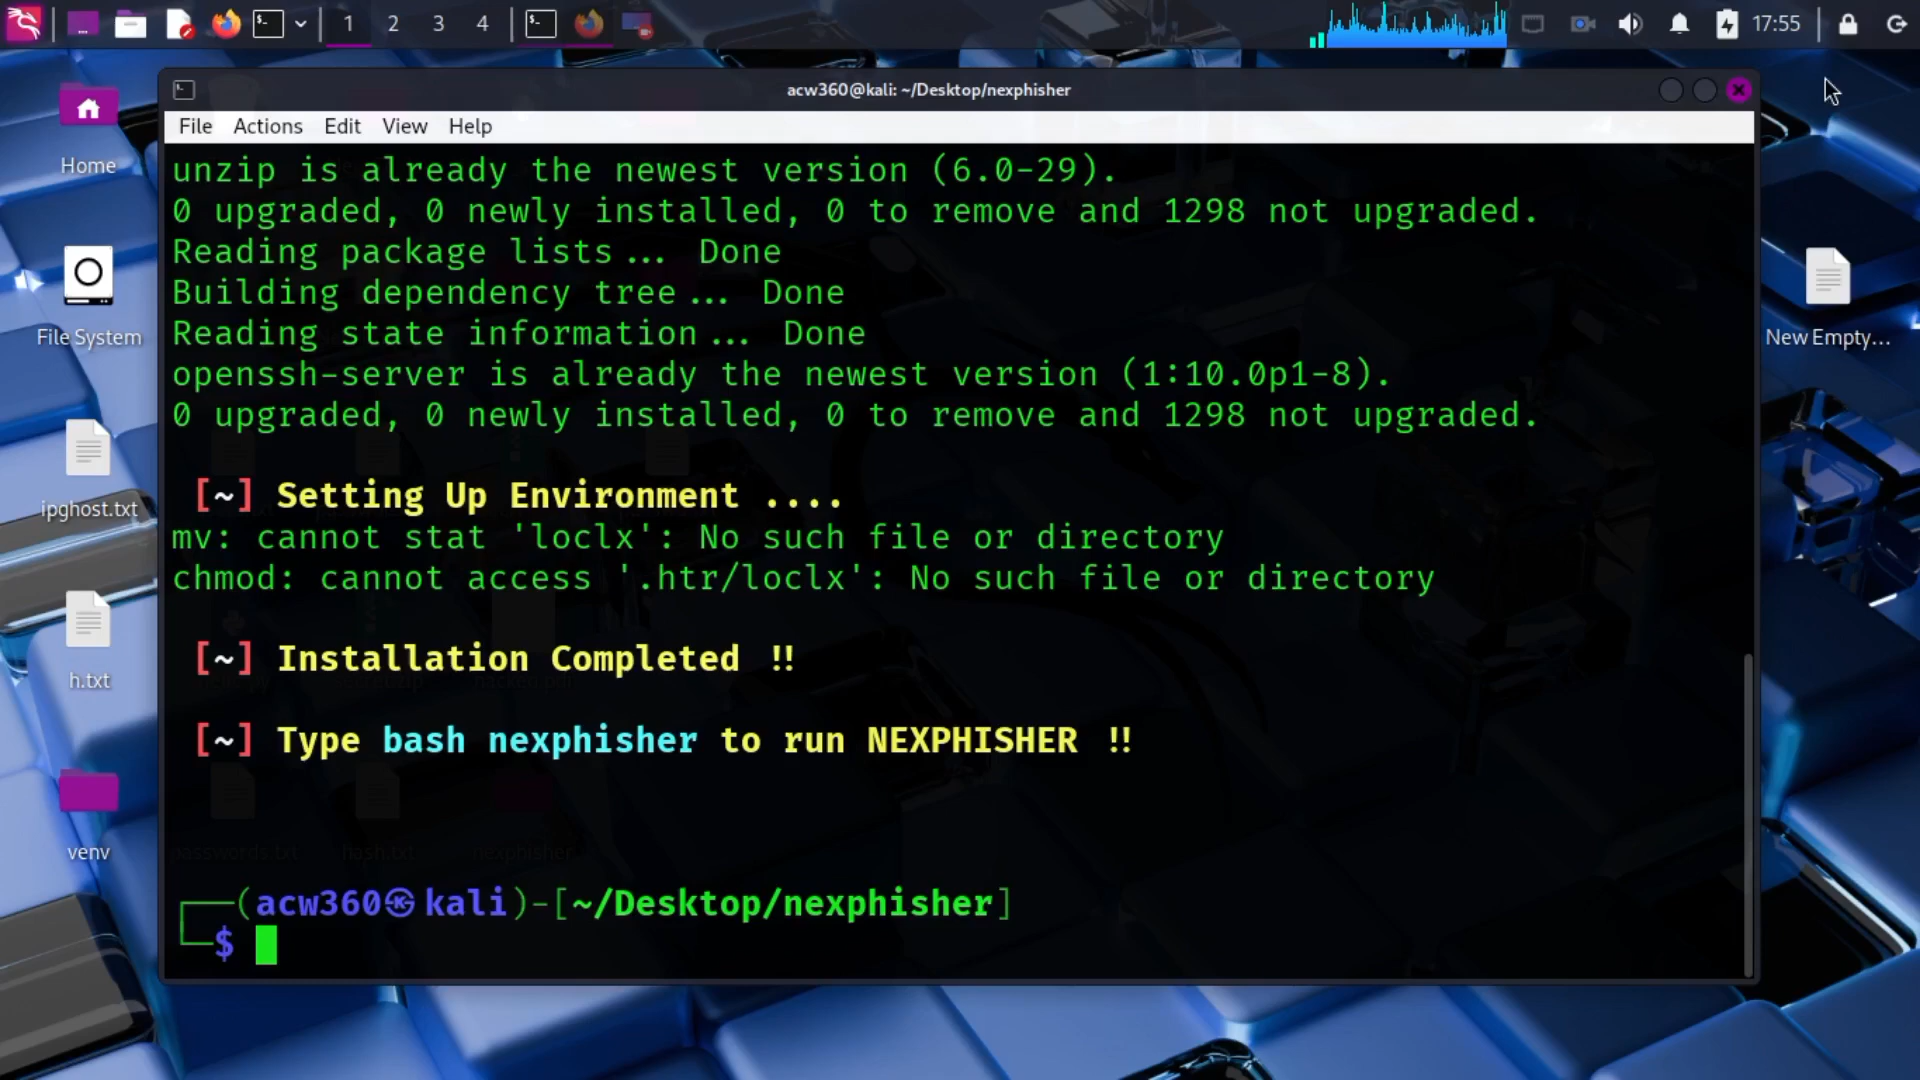 1 2 3 4 17:55
acw360@kali: ~/Desktop/nexphisher
File Actions Edit View Help
unzip is already the newest version (6.0-29).
0 upgraded, 0 newly installed, 0 to remove and 1298 not upgraded.
Reading package lists... Done
Building dependency tree... Done
Reading state information... Done
openssh-server is already the newest version (1:10.0p1-8).
0 upgraded, 0 newly installed, 0 to remove and 1298 not upgraded.
[~] Setting Up Environment ....
mv: cannot stat 'loclx': No such file or directory
chmod: cannot access '.htr/loclx': No such file or directory
[~] Installation Completed !!
[~] Type bash nexphisher to run NEXPHISHER !!
passwords.txt hash.txt nexphisher
(acw360㉿kali)-[~/Desktop/nexphisher]
$
Home
File System
ipghost.txt
h.txt
venv
New Empty...